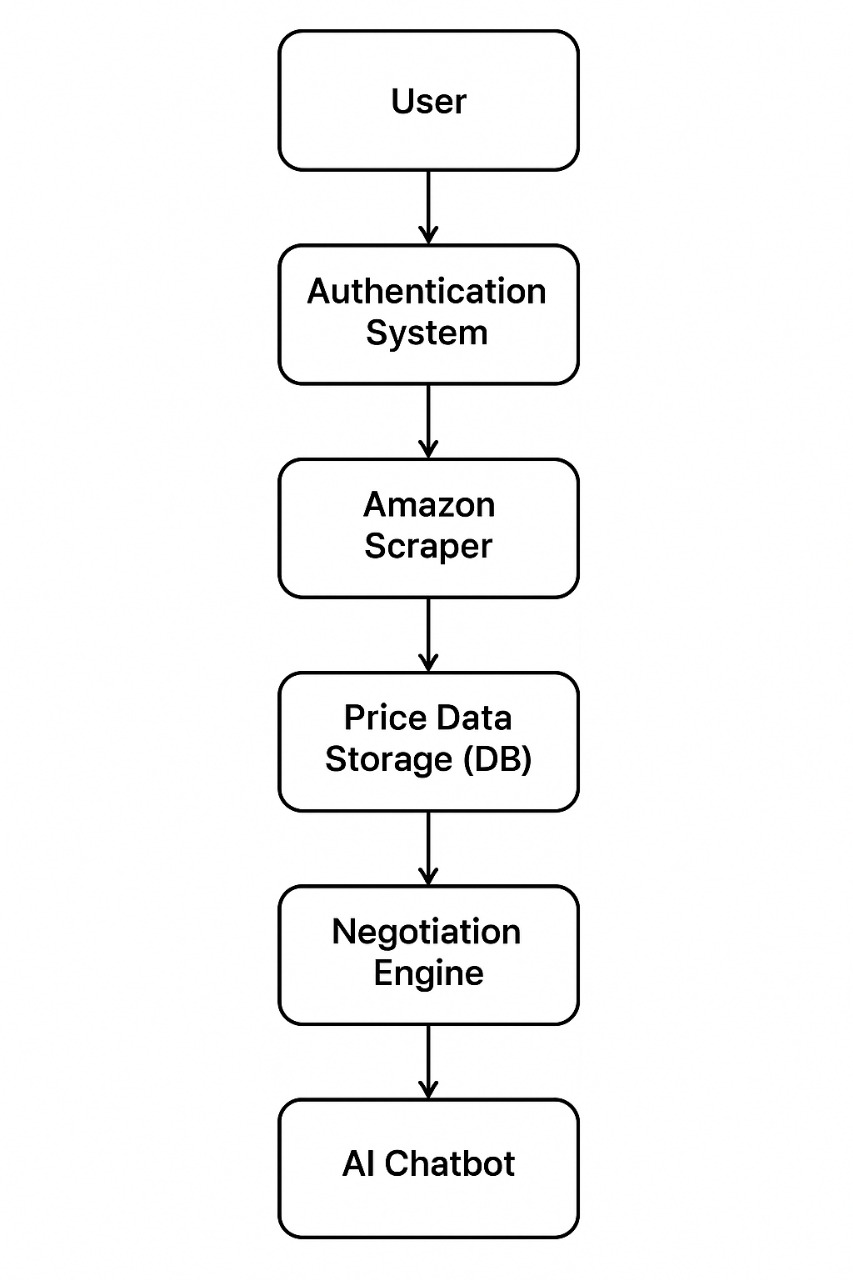 User
Authentication
System
Amazon
Scraper
Price Data
Storage (DB)
Negotiation
Engine
AI Chatbot